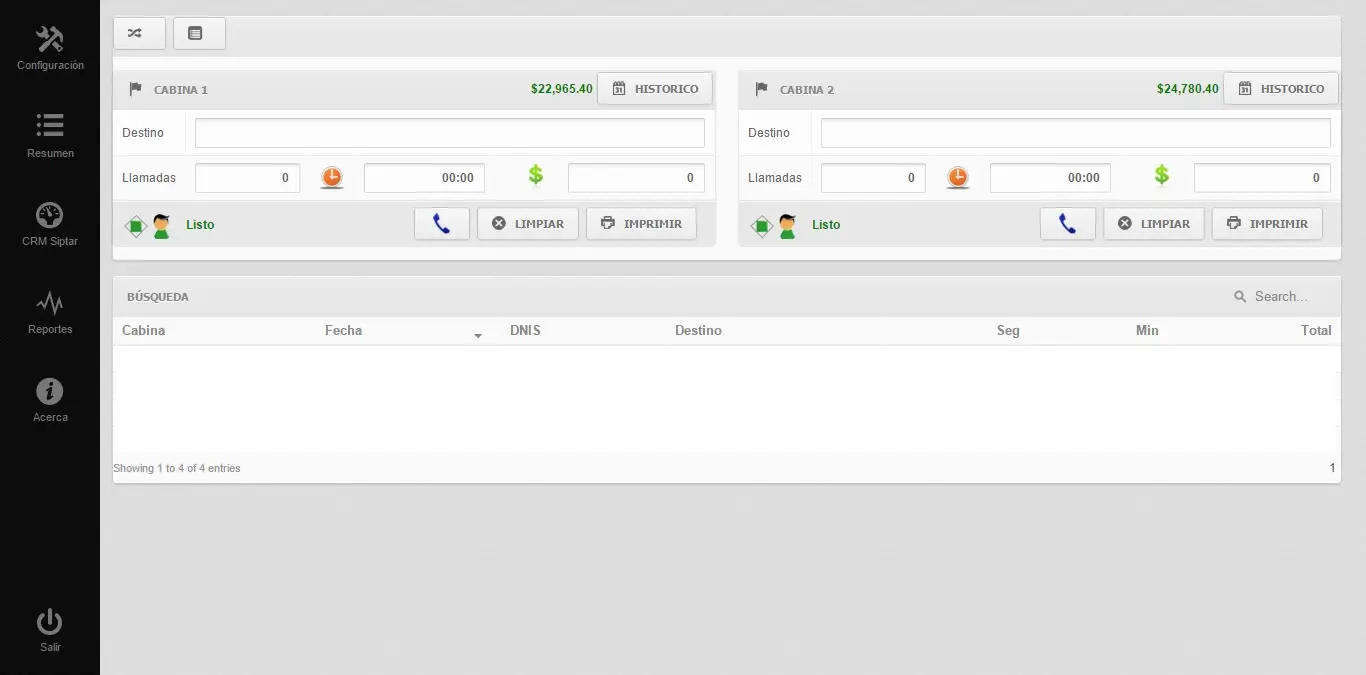 Configuración
Resumen
CRM Siptar
Reportes
Acerca
Salir
CABINA 1 $22,965.40 31 HISTORICO
Destino
Llamadas 0 00:00 $ 0
Listo LIMPIAR IMPRIMIR
CABINA 2 $24,780.40 31 HISTORICO
Destino
Llamadas 0 00:00 $ 0
Listo LIMPIAR IMPRIMIR
BÚSQUEDA Search...
Cabina Fecha DNIS Destino Seg Min Total
Showing 1 to 4 of 4 entries 1